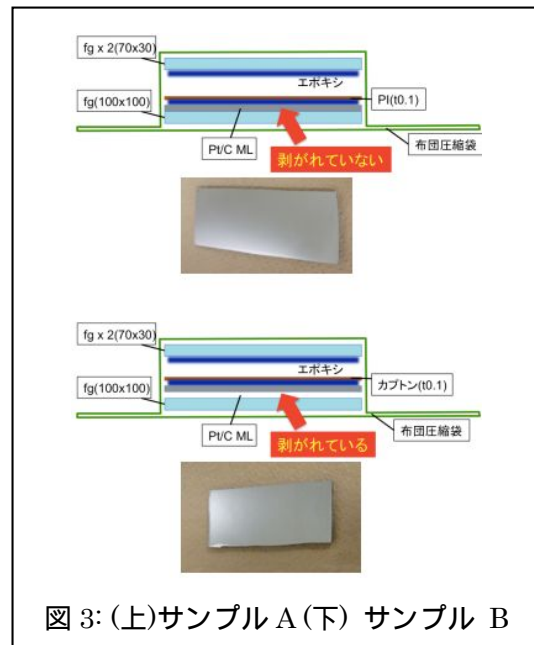 fg x 2(70x30)
エポキシ
fg(100x100)
PI(t0.1)
Pt/C ML
剥がれていない
布団圧縮袋
fg x 2(70x30)
エポキシ
fg(100x100)
カプトン(t0.1)
Pt/C ML
剥がれている
布団圧縮袋
図 3: (上)サンプル A (下) サンプル B